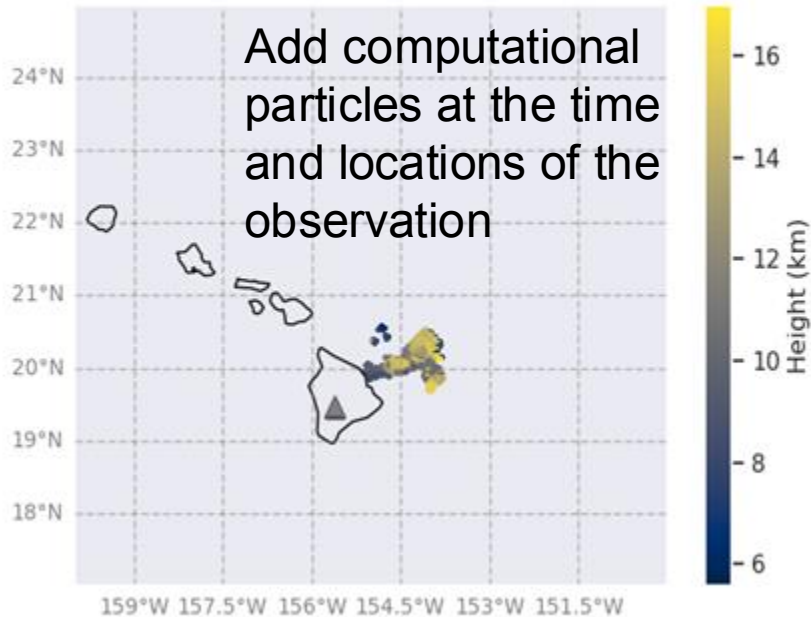 Add computational
particles at the time
and locations of the
observation
24°N
23°N
22°N
21°N
20°N
19°N
18°N
159°W 157.5°W 156°W 154.5°W 153°W 151.5°W
16
14
12
10
8
6
Height (km)